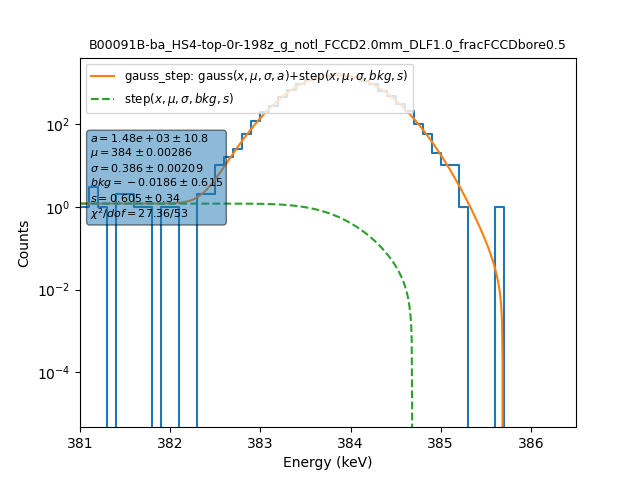 B00091B-ba_HS4-top-0r-198z_g_notl_FCCD2.0mm_DLF1.0_fracFCCDbore0.5
gauss_step: gauss(x, μ, σ, a)+step(x, μ, σ, bkg, s)
step(x, μ, σ, bkg, s)
a = 1.48e + 03 ± 10.8
μ = 384 ± 0.00286
σ = 0.386 ± 0.00209
bkg = −0.0186 ± 0.615
s = 0.605 ± 0.34
χ²/dof = 27.36/53
Counts
10²
10⁰
10⁻²
10⁻⁴
381 382 383 384 385 386
Energy (keV)